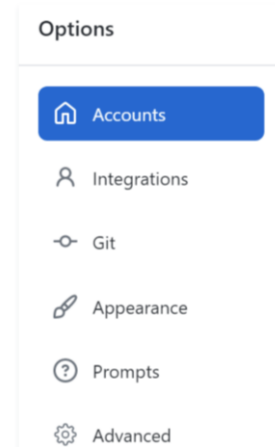 Options
Accounts
Integrations
Git
Appearance
Prompts
Advanced